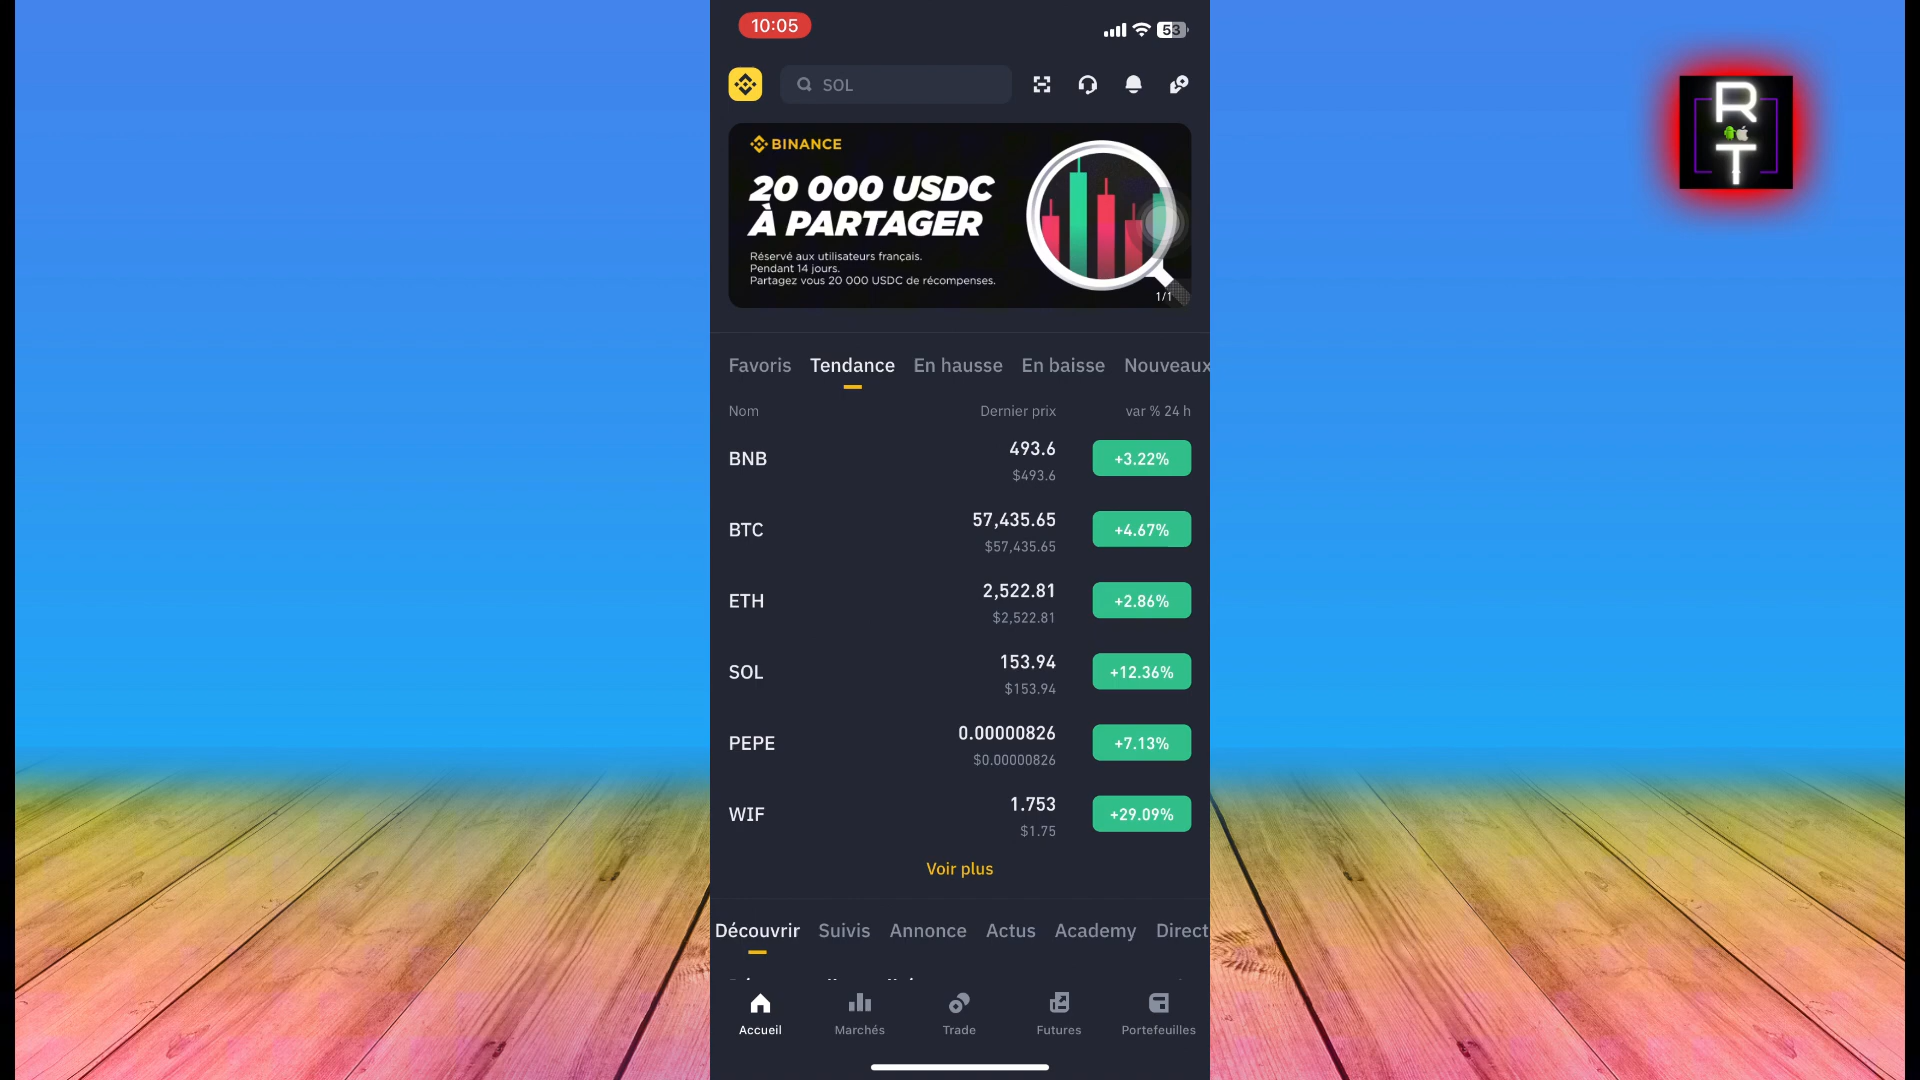 10:05
53
SOL
R
T
BINANCE
20 000 USDC
À PARTAGER
Réservé aux utilisateurs français.
Pendant 14 jours.
Partagez vous 20 000 USDC de récompenses.
1/1
Favoris Tendance En hausse En baisse Nouveaux
Nom Dernier prix var % 24 h
BNB 493.6 +3.22%
$493.6
BTC 57,435.65 +4.67%
$57,435.65
ETH 2,522.81 +2.86%
$2,522.81
SOL 153.94 +12.36%
$153.94
PEPE 0.00000826 +7.13%
$0.00000826
WIF 1.753 +29.09%
$1.75
Voir plus
Découvrir Suivis Annonce Actus Academy Direct
Accueil Marchés Trade Futures Portefeuilles